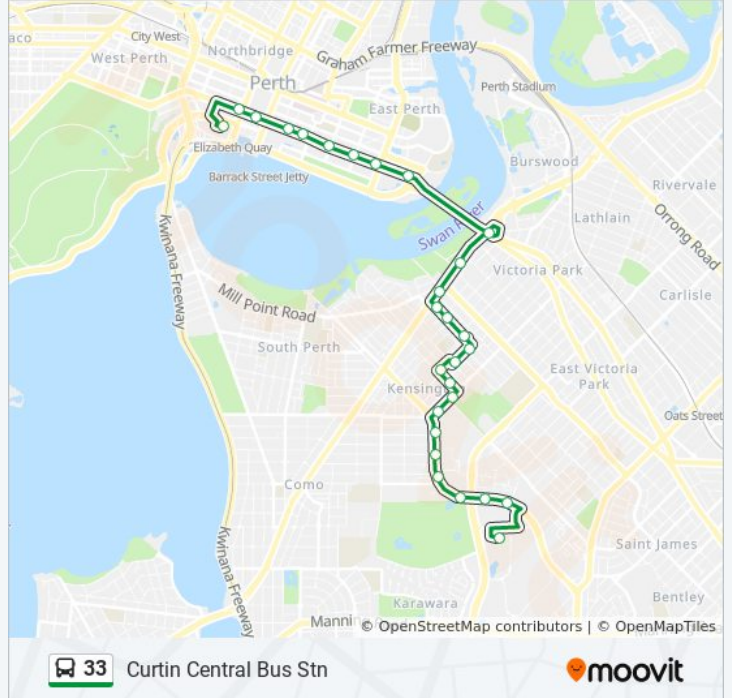 aco
City West
Northbridge
West Perth
Graham Farmer Freeway
Perth
Perth Stadium
East Perth
Elizabeth Quay
Burswood
Barrack Street Jetty
Rivervale
Swan River
Lathlain
Orrong Road
Kwinana Freeway
Victoria Park
Mill Point Road
Carlisle
South Perth
East Victoria
Park
Kensington
Oats Street
Como
Kwinana Freeway
Saint James
Bentley
Karawara
Manni
© OpenStreetMap contributors | © OpenMapTiles
33
Curtin Central Bus Stn
moovit